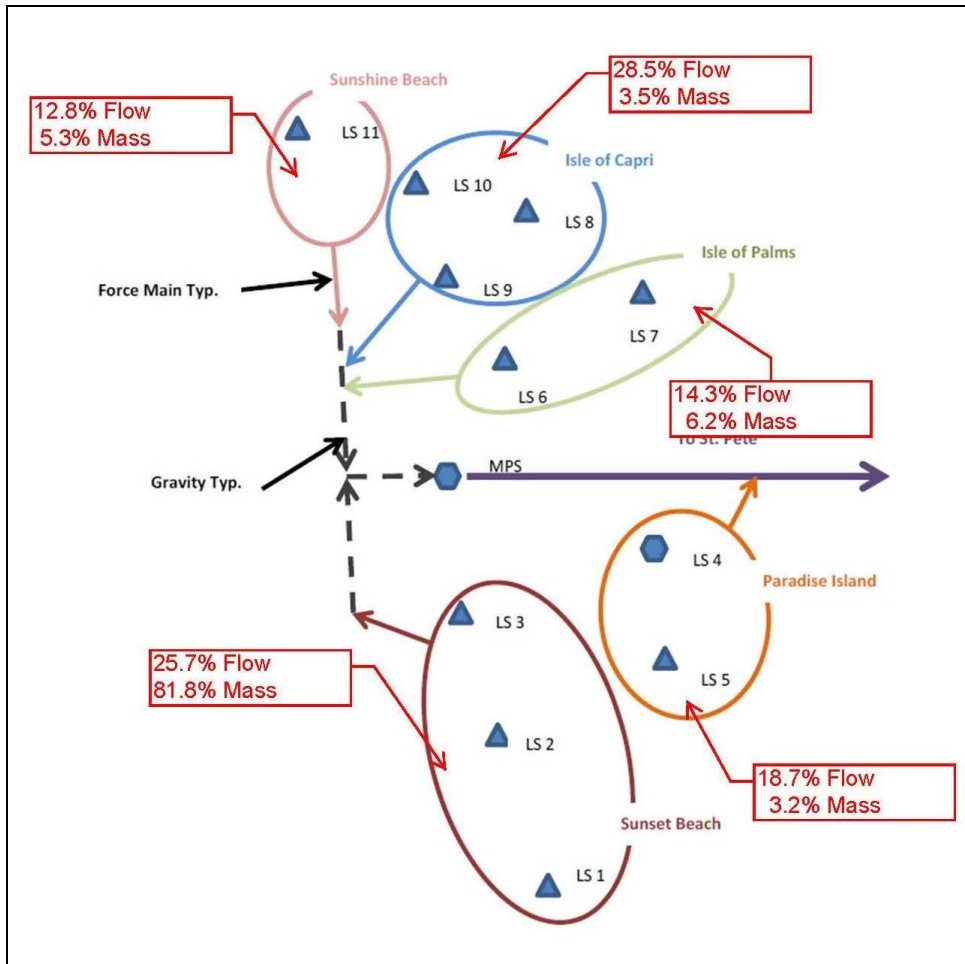 Sunshine Beach
12.8% Flow
5.3% Mass
LS 11
28.5% Flow
3.5% Mass
Isle of Capri
LS 10
LS 8
LS 9
Isle of Palms
LS 7
LS 6
14.3% Flow
6.2% Mass
Force Main Typ.
Gravity Typ.
MPS
To St. Pete
LS 4
Paradise Island
LS 5
18.7% Flow
3.2% Mass
LS 3
25.7% Flow
81.8% Mass
LS 2
Sunset Beach
LS 1